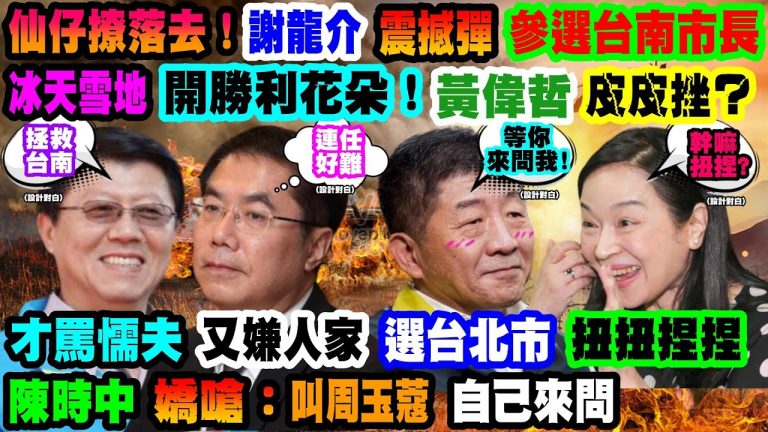 仙仔撩落去！謝龍介 震撼彈 參選台南市長
冰天雪地 開勝利花朵！黃偉哲 皮皮挫？
拯救
台南
(設計對白)
連任
好難
(設計對白)
等你
來問我！
(設計對白)
幹嘛
扭捏？
(設計對白)
才罵懦夫 又嫌人家 選台北市 扭扭捏捏
陳時中 嬌嗆：叫周玉蔻 自己來問